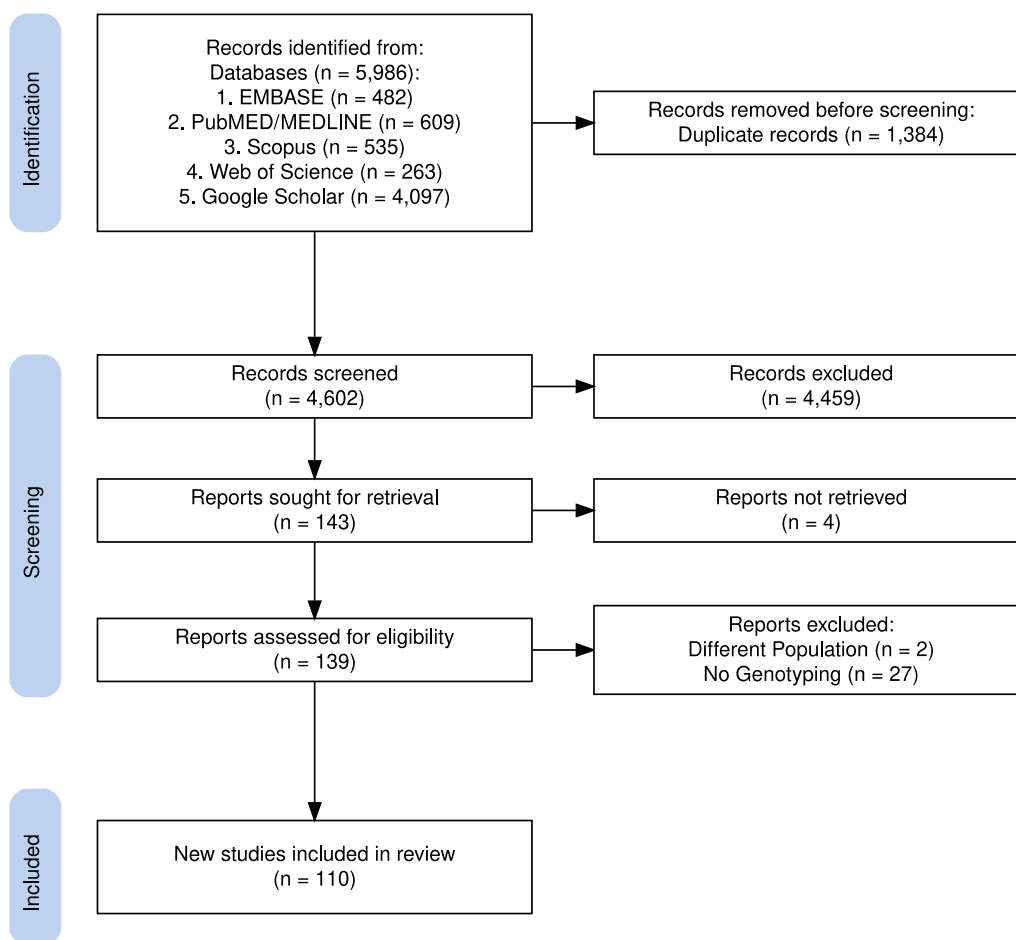 Identification
Records identified from:
Databases (n = 5,986):
1. EMBASE (n = 482)
2. PubMED/MEDLINE (n = 609)
3. Scopus (n = 535)
4. Web of Science (n = 263)
5. Google Scholar (n = 4,097)
Records removed before screening:
Duplicate records (n = 1,384)
Screening
Records screened
(n = 4,602)
Records excluded
(n = 4,459)
Reports sought for retrieval
(n = 143)
Reports not retrieved
(n = 4)
Reports assessed for eligibility
(n = 139)
Reports excluded:
Different Population (n = 2)
No Genotyping (n = 27)
Included
New studies included in review
(n = 110)